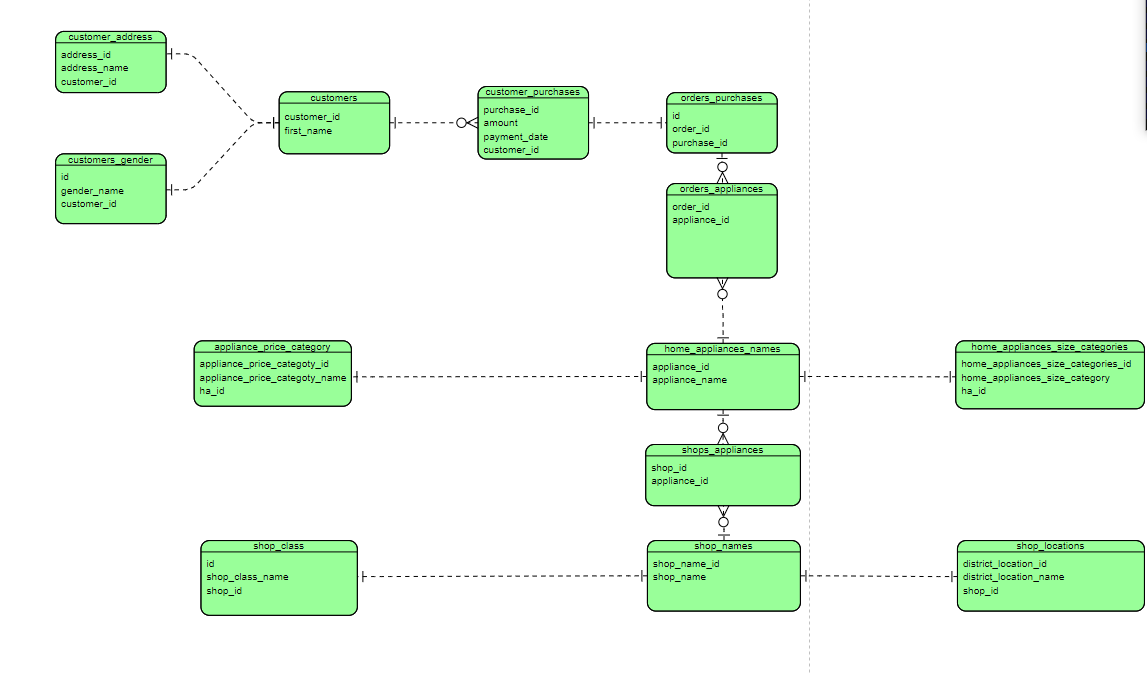 customer_address
address_id
address_name
customer_id
customers_gender
id
gender_name
customer_id
customers
customer_id
first_name
customer_purchases
purchase_id
amount
payment_date
customer_id
orders_purchases
id
order_id
purchase_id
orders_appliances
order_id
appliance_id
appliance_price_category
appliance_price_categoty_id
appliance_price_categoty_name
ha_id
home_appliances_names
appliance_id
appliance_name
home_appliances_size_categories
home_appliances_size_categories_id
home_appliances_size_category
ha_id
shops_appliances
shop_id
appliance_id
shop_class
id
shop_class_name
shop_id
shop_names
shop_name_id
shop_name
shop_locations
district_location_id
district_location_name
shop_id